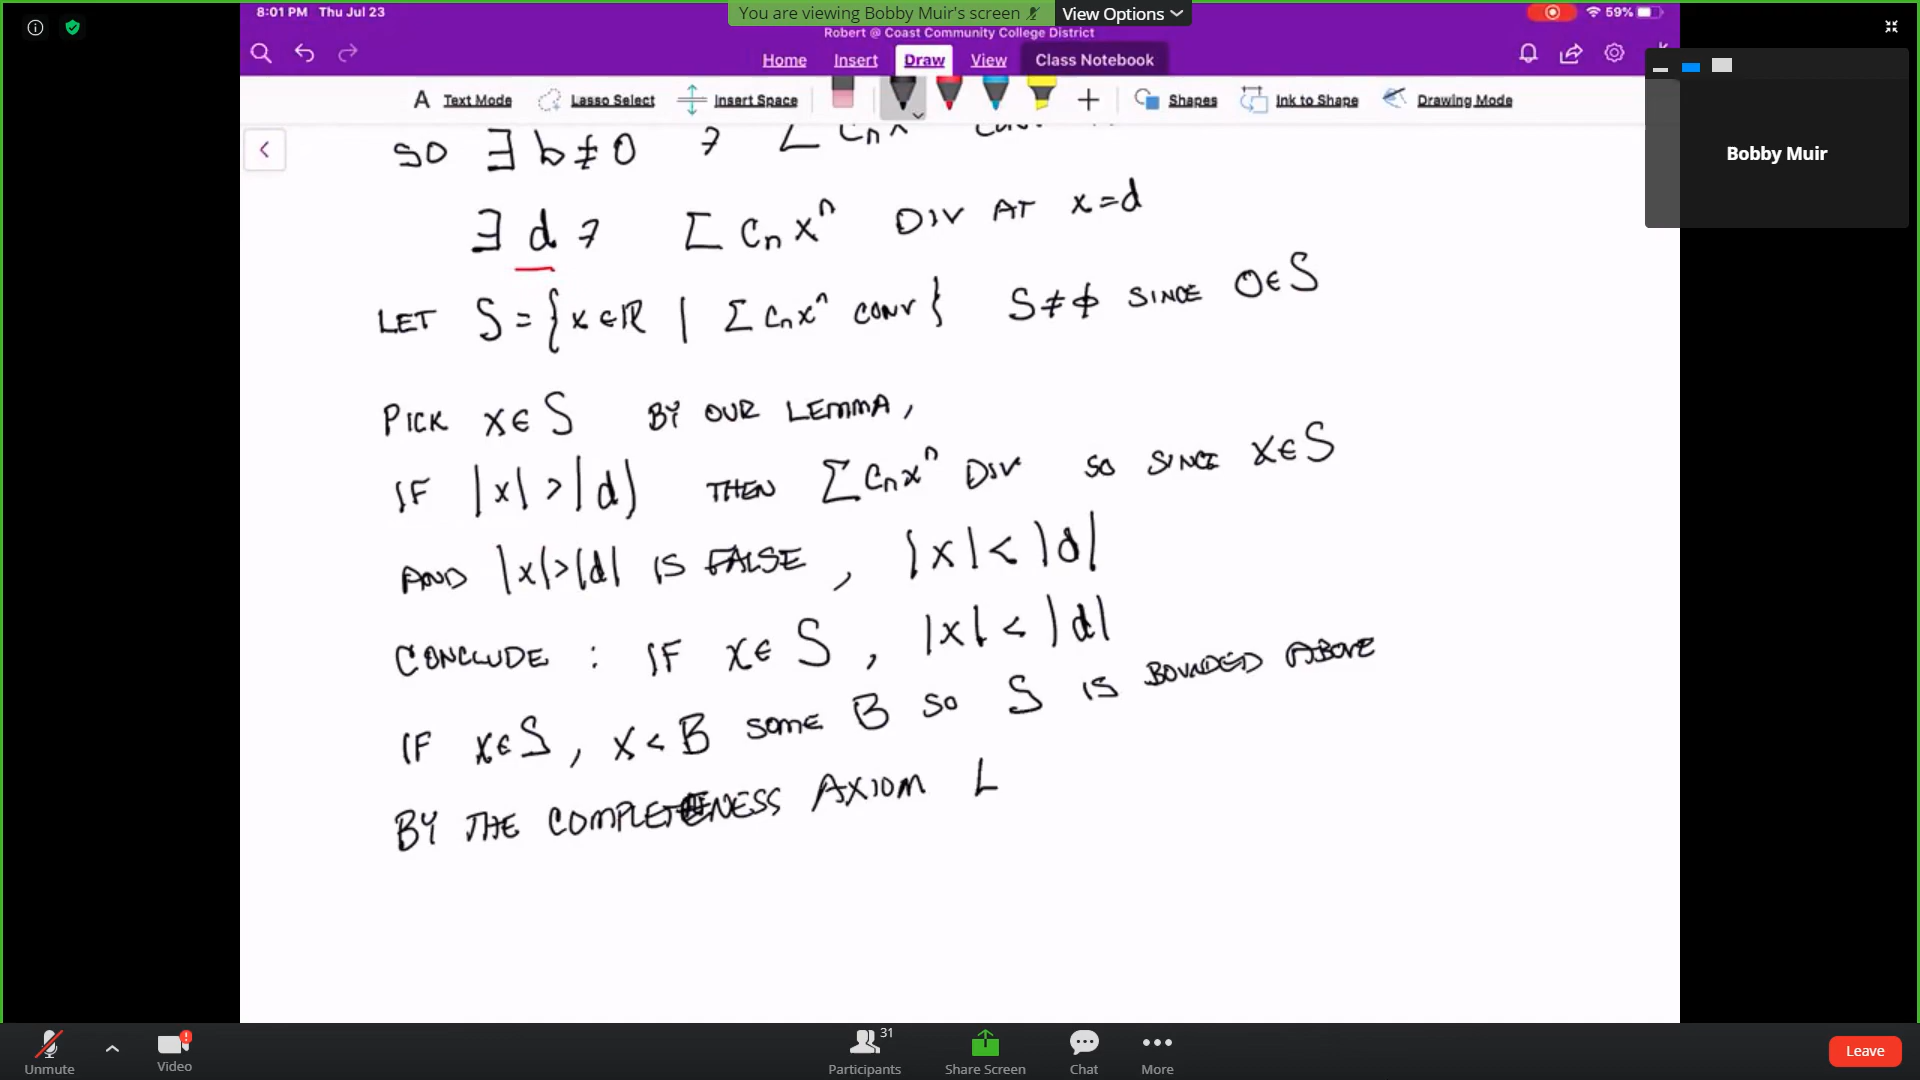 8:01 PM Thu Jul 23
You are viewing Bobby Muir's screen
View Options
59%
Robert @ Coast Community College District
Home Insert Draw View Class Notebook
Text Mode Lasso Select Insert Space Shapes Ink to Shape Drawing Mode
Bobby Muir
SO ∃ b≠0 ∋ Σ Cₙx
∃ d ∋ Σ Cₙxⁿ DIV AT x=d
LET S = {x∈ℝ | Σ Cₙxⁿ CONV} S≠ϕ SINCE 0∈S
PICK x∈S BY OUR LEMMA,
IF |x|>|d| THEN Σ Cₙxⁿ DIV SO SINCE x∈S
AND |x|>|d| IS FALSE, |x|<|d|
CONCLUDE : IF x∈S, |x|<|d|
IF x∈S, x<B SOME B SO S IS BOUNDED ABOVE
BY THE COMPLETENESS AXIOM L
Unmute
Video
31
Participants
Share Screen
Chat
More
Leave